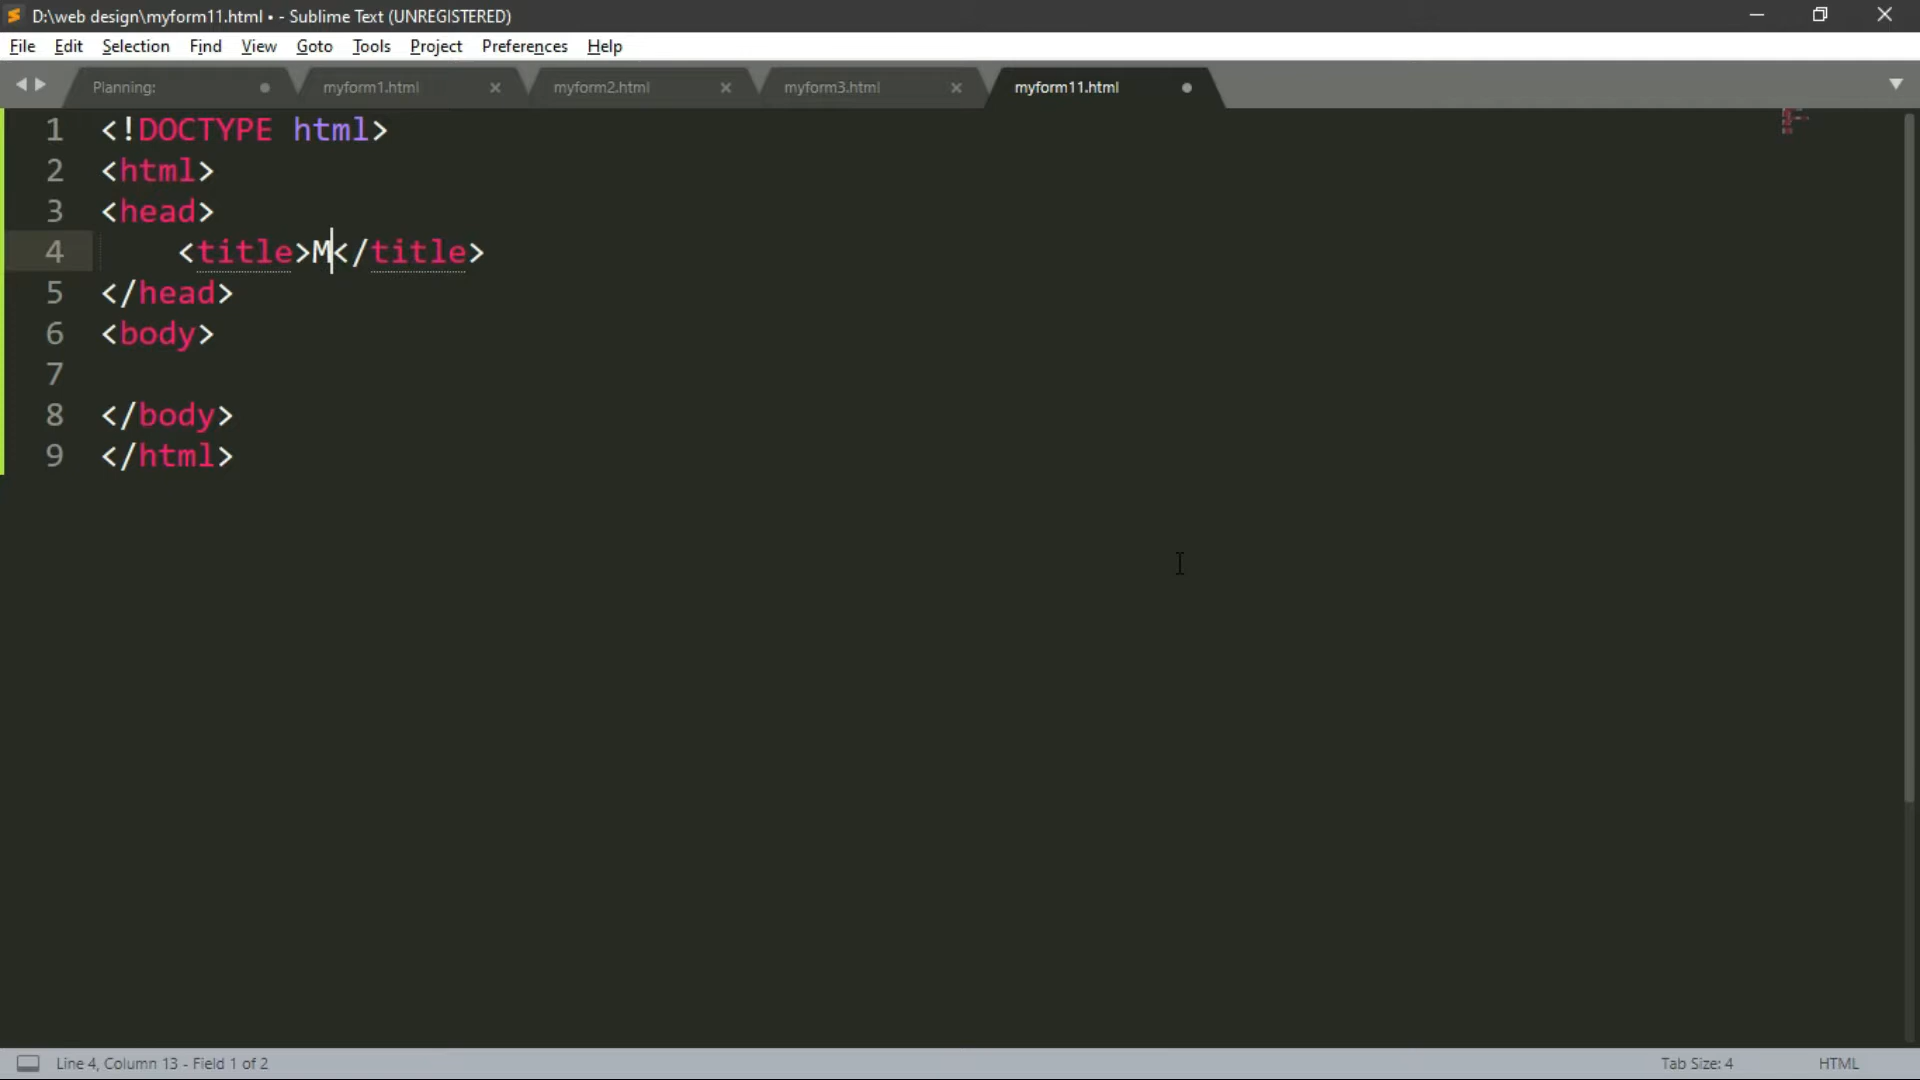 D:\web design\myform11.html • - Sublime Text (UNREGISTERED)
File Edit Selection Find View Goto Tools Project Preferences Help
Planning: myform1.html myform2.html myform3.html myform11.html
1 <!DOCTYPE html>
2 <html>
3 <head>
4 <title>M</title>
5 </head>
6 <body>
7
8 </body>
9 </html>
Line 4, Column 13 - Field 1 of 2 Tab Size: 4 HTML